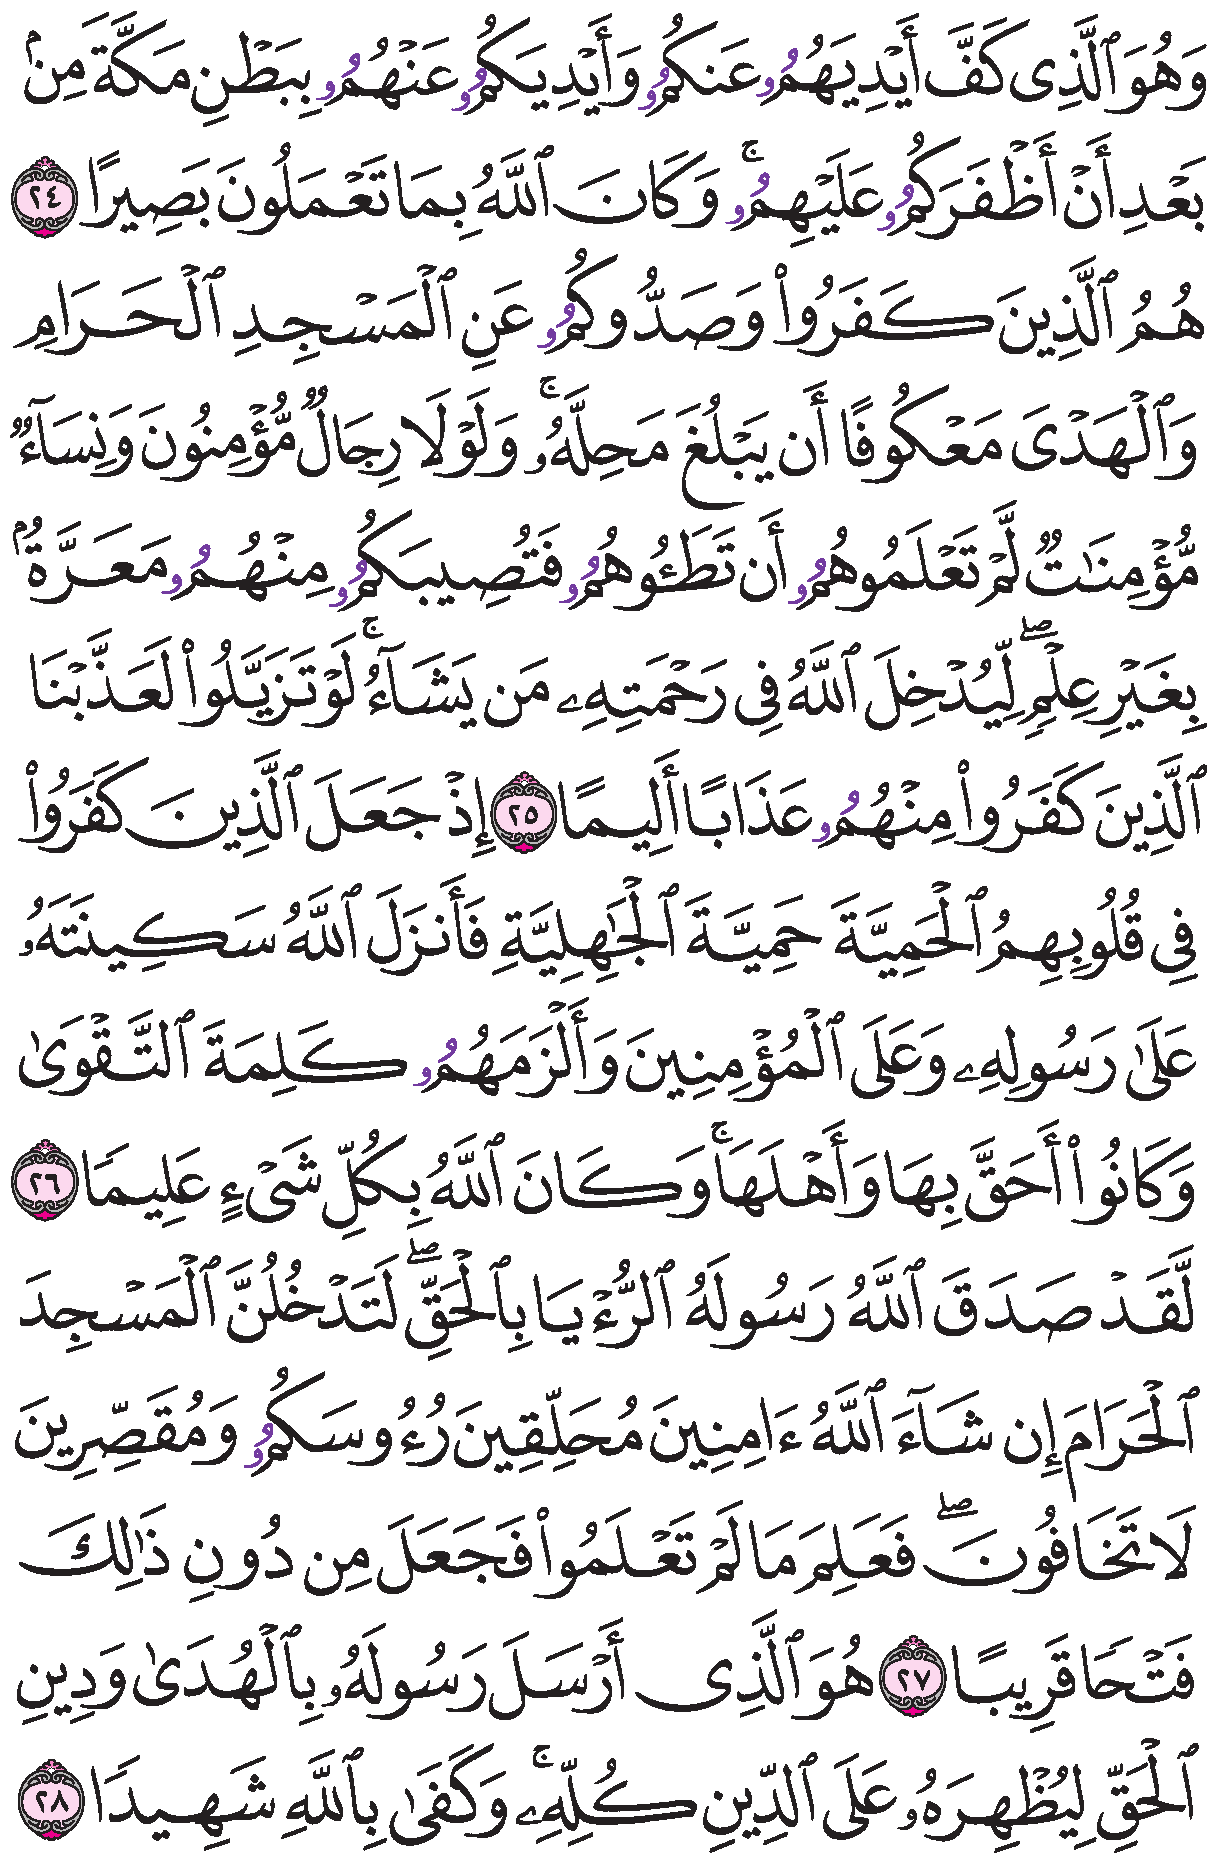 وَهُوَ ٱلَّذِى كَفَّ أَيْدِيَهُمُۥ عَنكُمُۥ وَأَيْدِيَكُمُۥ عَنْهُمُۥ بِبَطْنِ مَكَّةَ مِنۢ
بَعْدِ أَنْ أَظْفَرَكُمُۥ عَلَيْهِمُۥۚ وَكَانَ ٱللَّهُ بِمَا تَعْمَلُونَ بَصِيرًا ٢٤
هُمُ ٱلَّذِينَ كَفَرُوا۟ وَصَدُّوكُمُۥ عَنِ ٱلْمَسْجِدِ ٱلْحَرَامِ
وَٱلْهَدْىَ مَعْكُوفًا أَن يَبْلُغَ مَحِلَّهُۥۚ وَلَوْلَا رِجَالٌ مُّؤْمِنُونَ وَنِسَآءٌ
مُّؤْمِنَـٰتٌ لَّمْ تَعْلَمُوهُمُۥ أَن تَطَـُٔوهُمُۥ فَتُصِيبَكُمُۥ مِنْهُمُۥ مَعَرَّةٌۢ
بِغَيْرِ عِلْمٍۖ لِّيُدْخِلَ ٱللَّهُ فِى رَحْمَتِهِۦ مَن يَشَآءُۚ لَوْ تَزَيَّلُوا۟ لَعَذَّبْنَا
ٱلَّذِينَ كَفَرُوا۟ مِنْهُمُۥ عَذَابًا أَلِيمًا ٢٥ إِذْ جَعَلَ ٱلَّذِينَ كَفَرُوا۟
فِى قُلُوبِهِمُ ٱلْحَمِيَّةَ حَمِيَّةَ ٱلْجَـٰهِلِيَّةِ فَأَنزَلَ ٱللَّهُ سَكِينَتَهُۥ
عَلَىٰ رَسُولِهِۦ وَعَلَى ٱلْمُؤْمِنِينَ وَأَلْزَمَهُمُۥ كَلِمَةَ ٱلتَّقْوَىٰ
وَكَانُوٓا۟ أَحَقَّ بِهَا وَأَهْلَهَاۚ وَكَانَ ٱللَّهُ بِكُلِّ شَىْءٍ عَلِيمًا ٢٦
لَّقَدْ صَدَقَ ٱللَّهُ رَسُولَهُ ٱلرُّءْيَا بِٱلْحَقِّۖ لَتَدْخُلُنَّ ٱلْمَسْجِدَ
ٱلْحَرَامَ إِن شَآءَ ٱللَّهُ ءَامِنِينَ مُحَلِّقِينَ رُءُوسَكُمُۥ وَمُقَصِّرِينَ
لَا تَخَافُونَۖ فَعَلِمَ مَا لَمْ تَعْلَمُوا۟ فَجَعَلَ مِن دُونِ ذَٰلِكَ
فَتْحًا قَرِيبًا ٢٧ هُوَ ٱلَّذِى أَرْسَلَ رَسُولَهُۥ بِٱلْهُدَىٰ وَدِينِ
ٱلْحَقِّ لِيُظْهِرَهُۥ عَلَى ٱلدِّينِ كُلِّهِۦۚ وَكَفَىٰ بِٱللَّهِ شَهِيدًا ٢٨